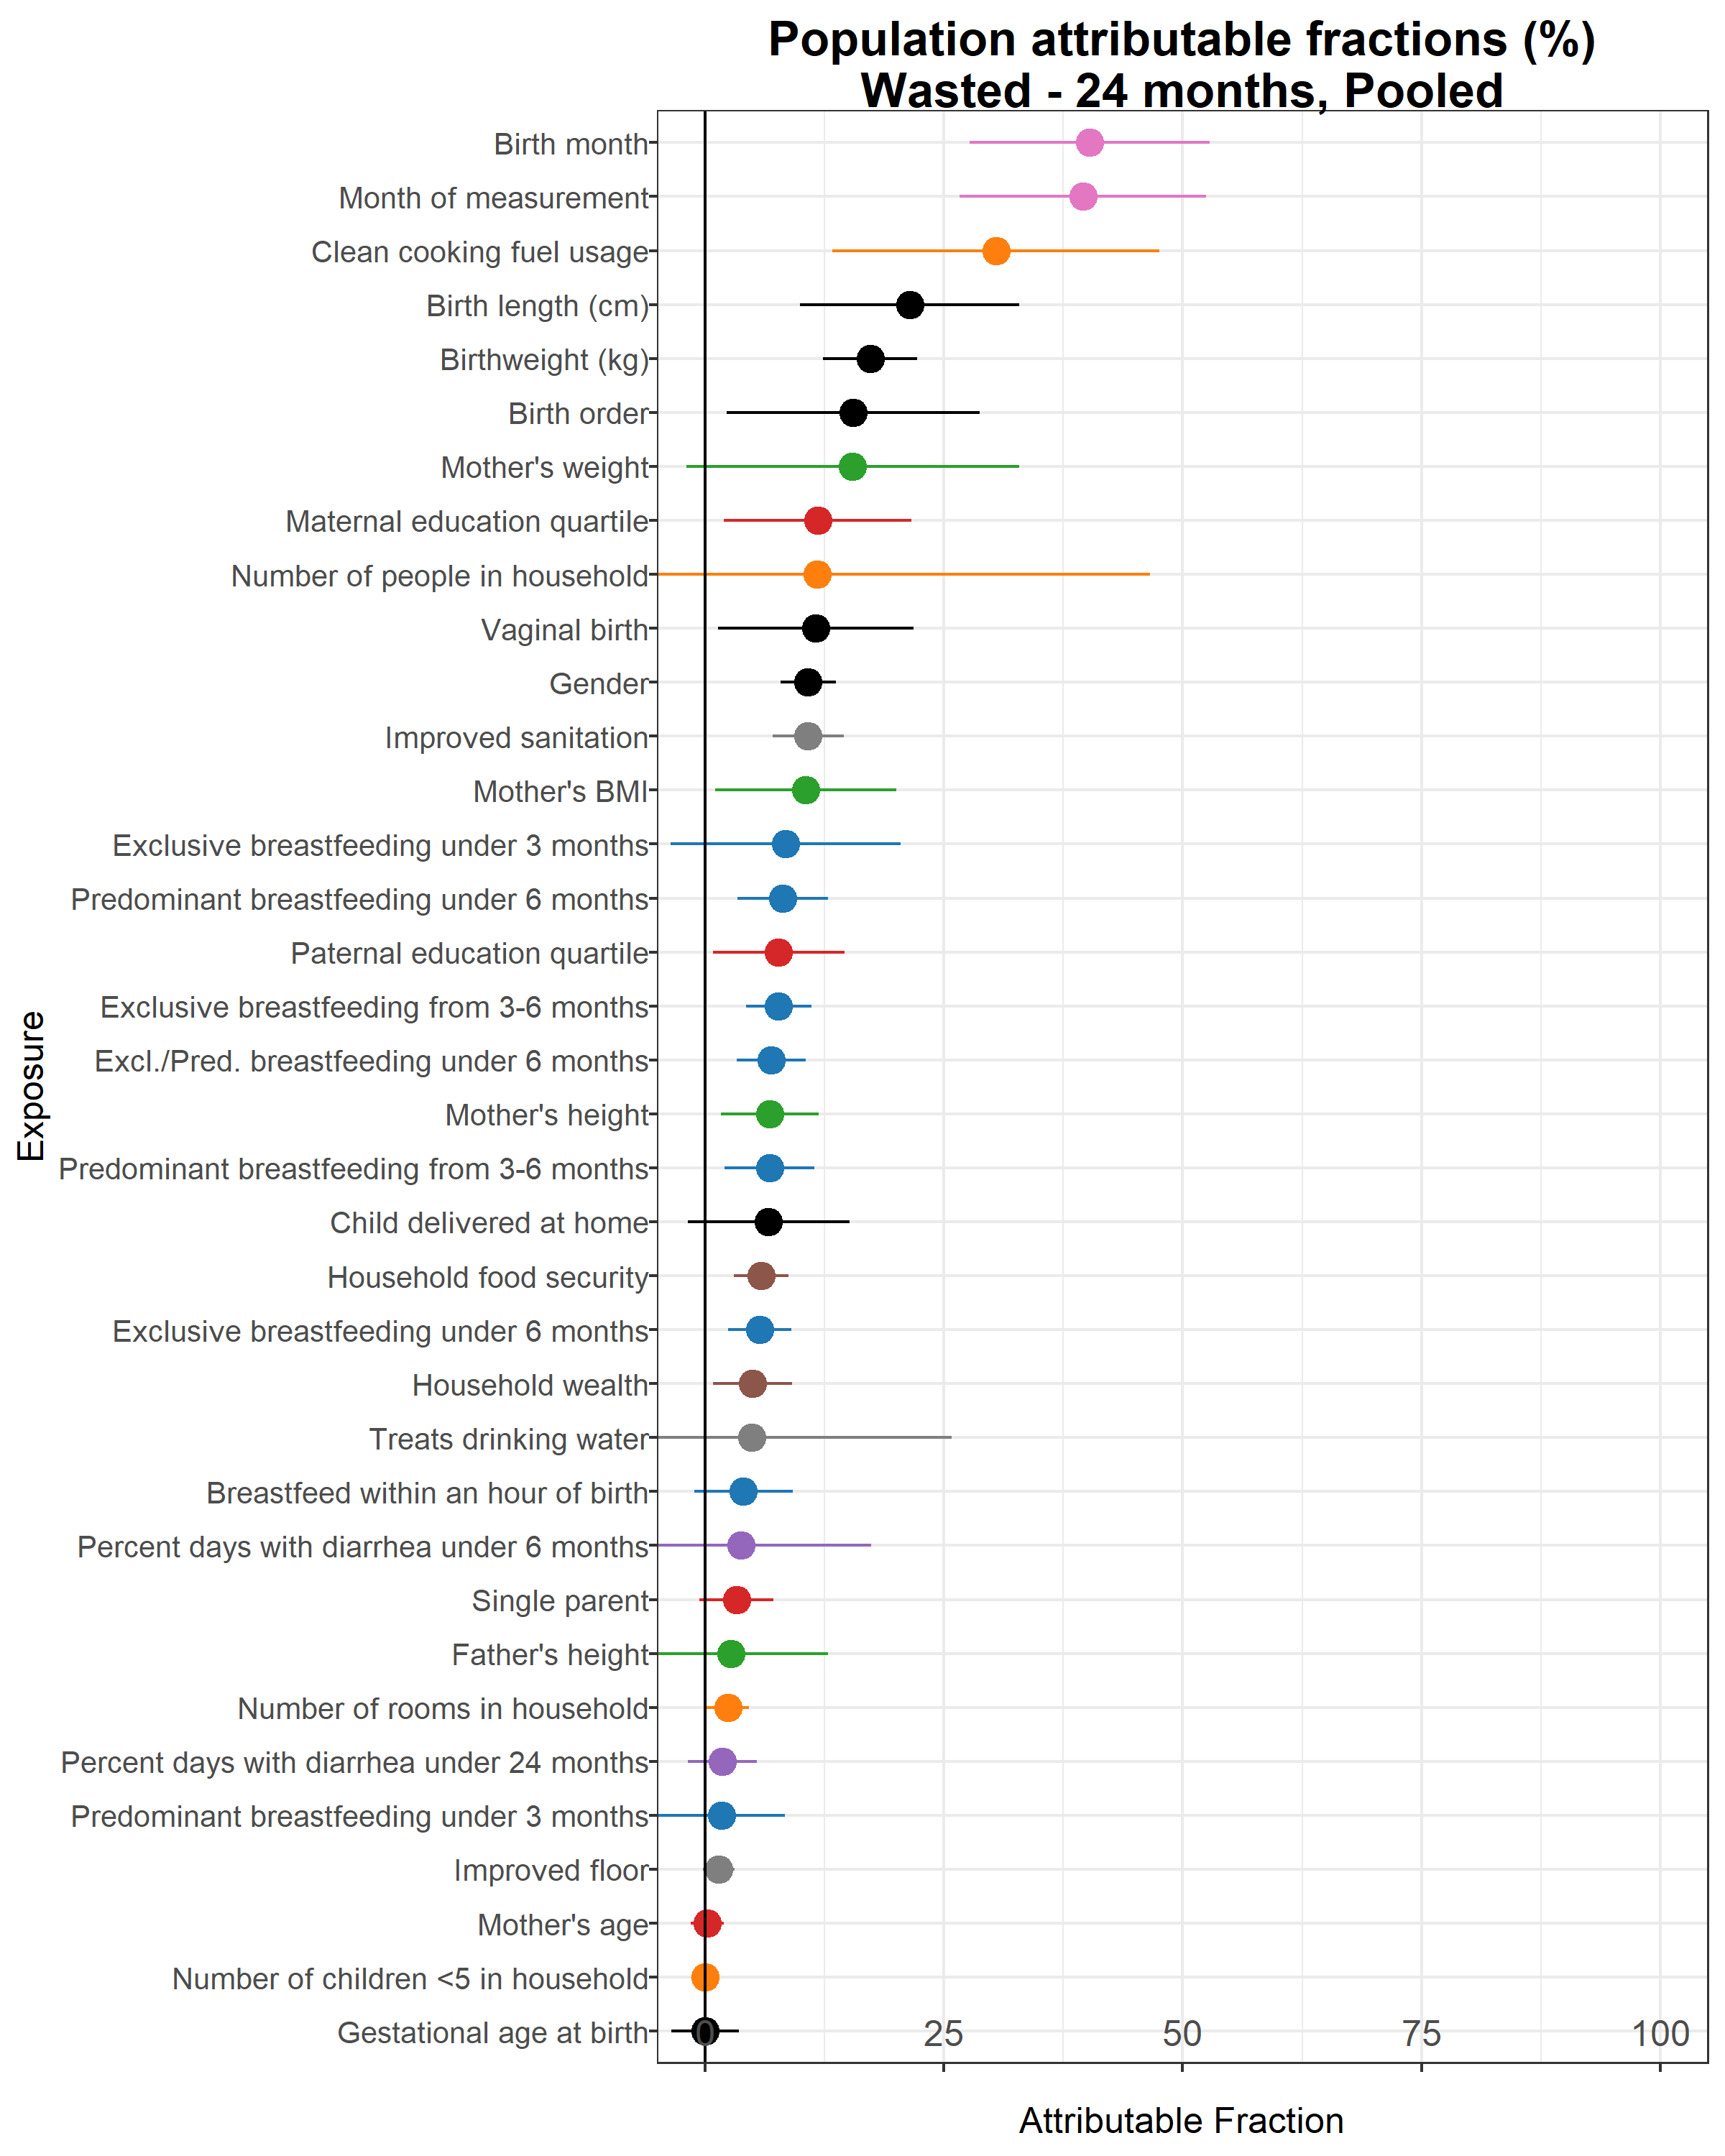 Population attributable fractions (%)
Wasted - 24 months, Pooled
Birth month
Month of measurement
Clean cooking fuel usage
Birth length (cm)
Birthweight (kg)
Birth order
Mother's weight
Maternal education quartile
Number of people in household
Vaginal birth
Gender
Improved sanitation
Mother's BMI
Exclusive breastfeeding under 3 months
Predominant breastfeeding under 6 months
Paternal education quartile
Exclusive breastfeeding from 3-6 months
Excl./Pred. breastfeeding under 6 months
Mother's height
Predominant breastfeeding from 3-6 months
Child delivered at home
Household food security
Exclusive breastfeeding under 6 months
Household wealth
Treats drinking water
Breastfeed within an hour of birth
Percent days with diarrhea under 6 months
Single parent
Father's height
Number of rooms in household
Percent days with diarrhea under 24 months
Predominant breastfeeding under 3 months
Improved floor
Mother's age
Number of children <5 in household
Gestational age at birth
Exposure
0 25 50 75 100
Attributable Fraction